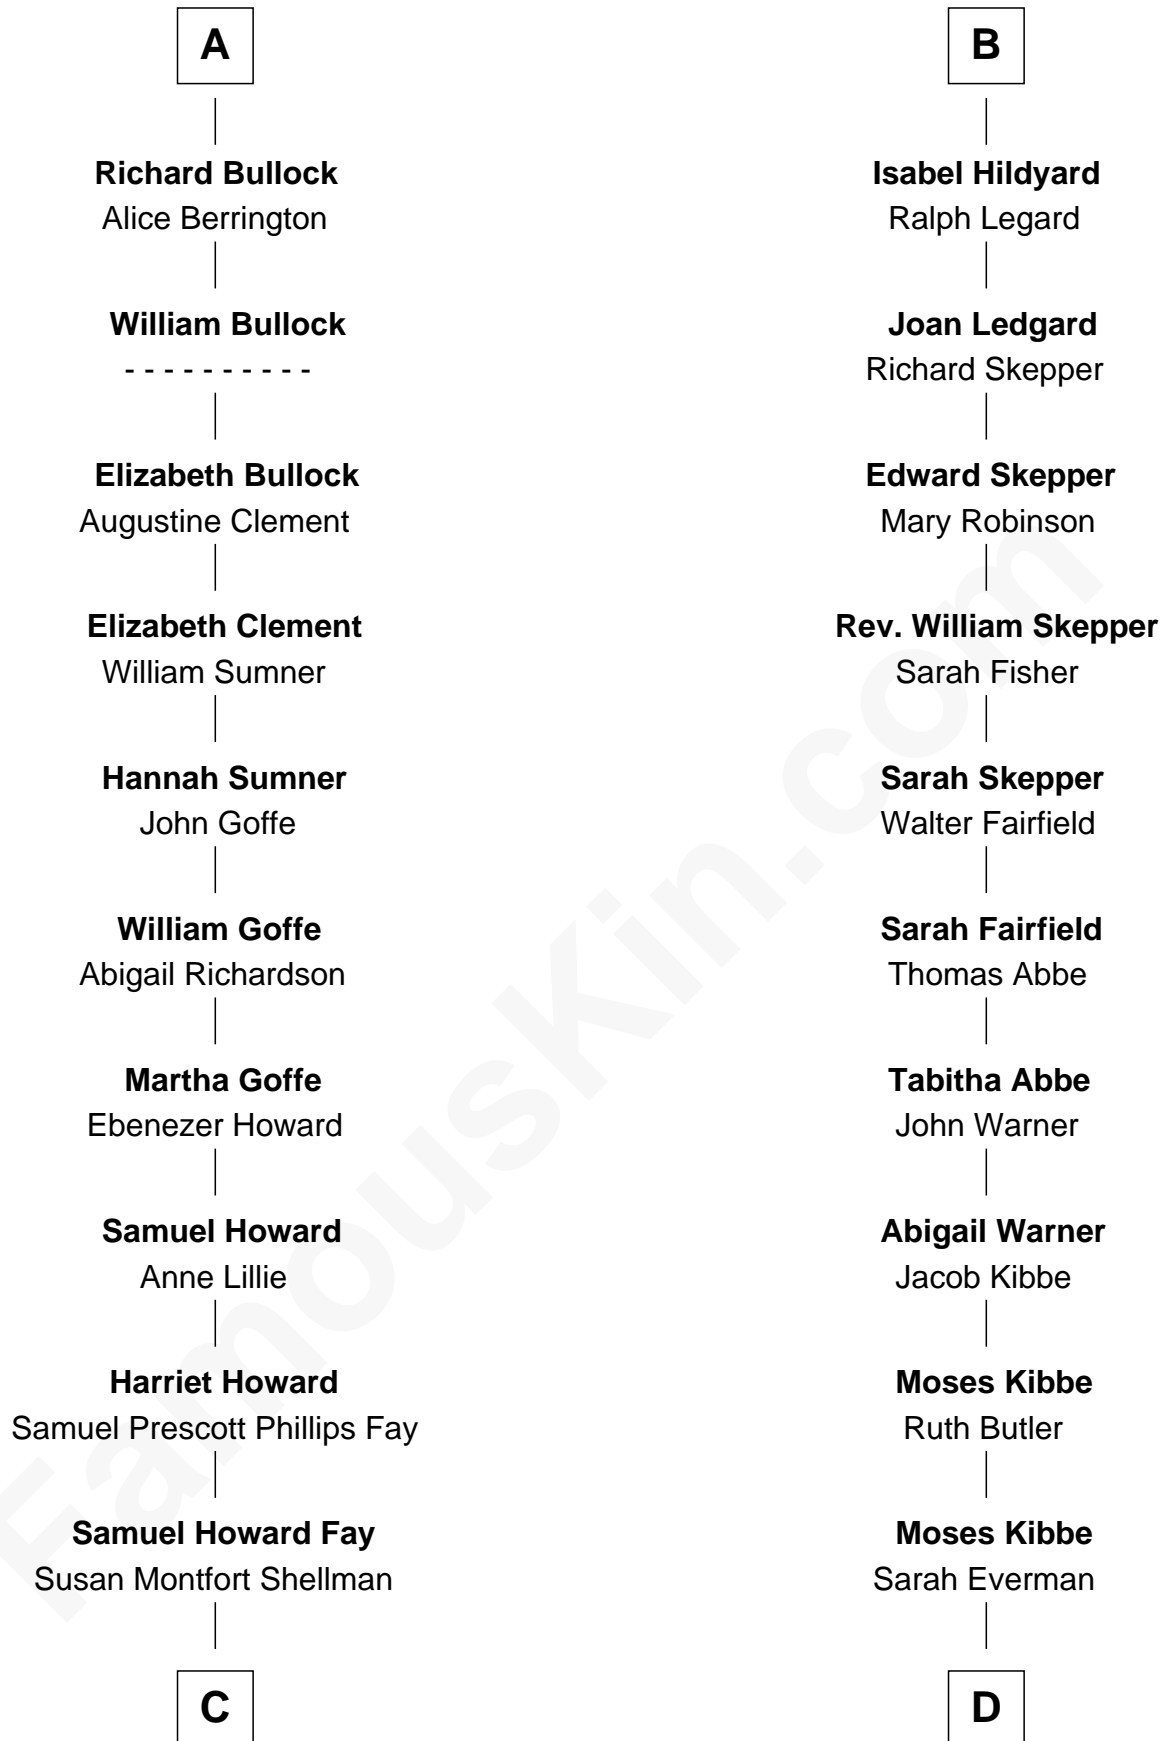 A
Richard Bullock
Alice Berrington
William Bullock
- - - - - - - - - -
Elizabeth Bullock
Augustine Clement
Elizabeth Clement
William Sumner
Hannah Sumner
John Goffe
William Goffe
Abigail Richardson
Martha Goffe
Ebenezer Howard
Samuel Howard
Anne Lillie
Harriet Howard
Samuel Prescott Phillips Fay
Samuel Howard Fay
Susan Montfort Shellman
C
B
Isabel Hildyard
Ralph Legard
Joan Ledgard
Richard Skepper
Edward Skepper
Mary Robinson
Rev. William Skepper
Sarah Fisher
Sarah Skepper
Walter Fairfield
Sarah Fairfield
Thomas Abbe
Tabitha Abbe
John Warner
Abigail Warner
Jacob Kibbe
Moses Kibbe
Ruth Butler
Moses Kibbe
Sarah Everman
D
FamousKin.com